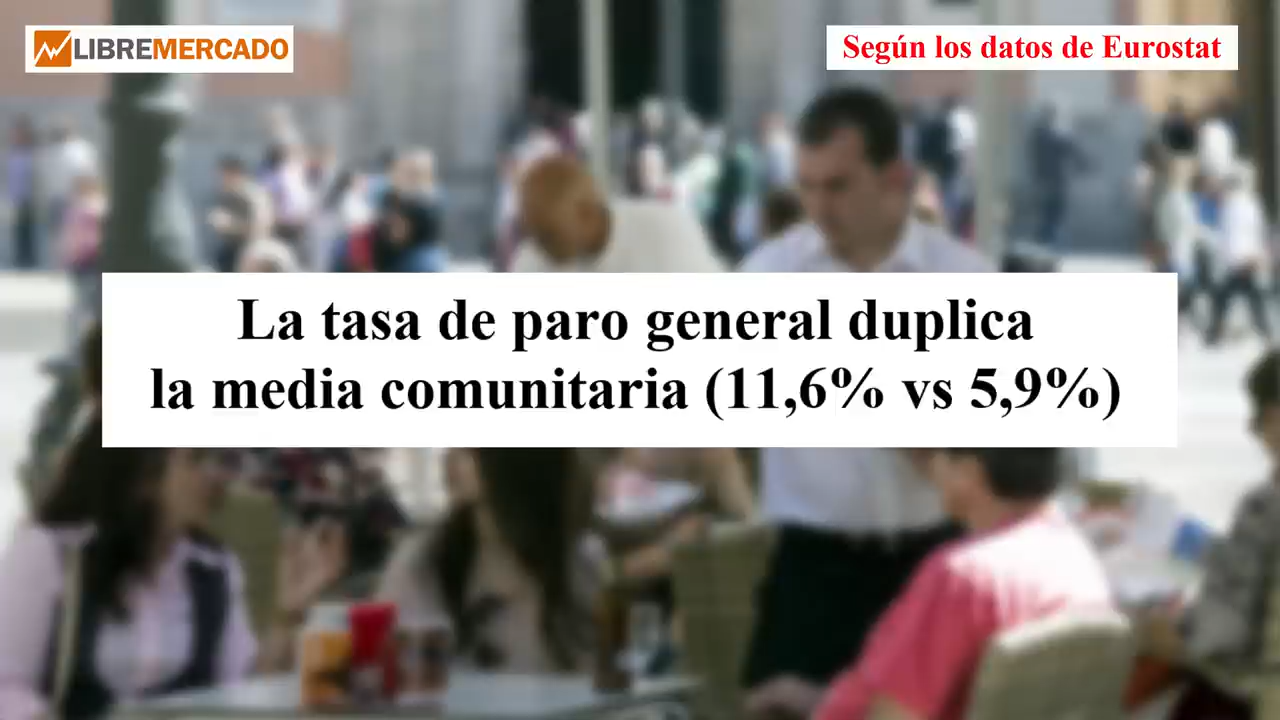 LIBREMERCADO
Según los datos de Eurostat
La tasa de paro general duplica
la media comunitaria (11,6% vs 5,9%)